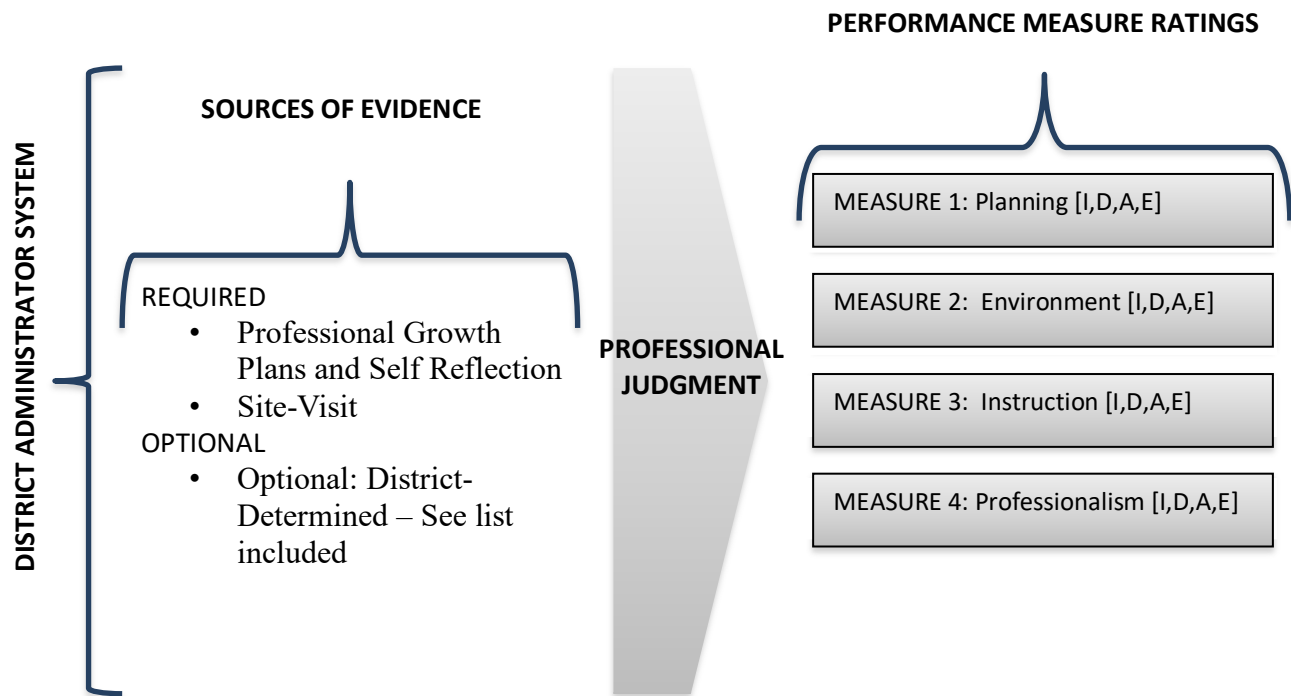 PERFORMANCE MEASURE RATINGS
SOURCES OF EVIDENCE
DISTRICT ADMINISTRATOR SYSTEM
REQUIRED
• Professional Growth
Plans and Self Reflection
• Site-Visit
OPTIONAL
• Optional: District-
Determined – See list
included
PROFESSIONAL
JUDGMENT
MEASURE 1: Planning [I,D,A,E]
MEASURE 2:  Environment [I,D,A,E]
MEASURE 3:  Instruction [I,D,A,E]
MEASURE 4: Professionalism [I,D,A,E]